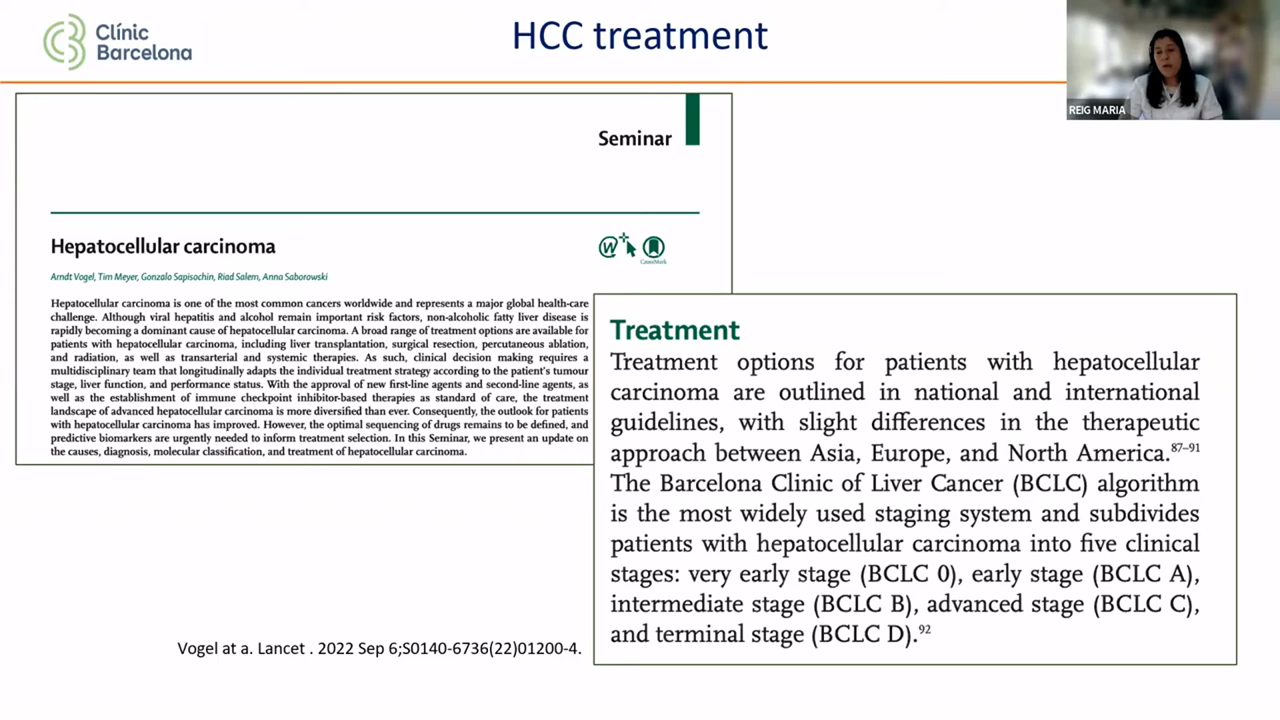 Clínic
Barcelona
HCC treatment
REIG MARIA
Seminar
Hepatocellular carcinoma
W
CrossMark
Arndt Vogel, Tim Meyer, Gonzalo Sapisochin, Riad Salem, Anna Saborowski
Hepatocellular carcinoma is one of the most common cancers worldwide and represents a major global health-care
challenge. Although viral hepatitis and alcohol remain important risk factors, non-alcoholic fatty liver disease is
rapidly becoming a dominant cause of hepatocellular carcinoma. A broad range of treatment options are available for
patients with hepatocellular carcinoma, including liver transplantation, surgical resection, percutaneous ablation,
and radiation, as well as transarterial and systemic therapies. As such, clinical decision making requires a
multidisciplinary team that longitudinally adapts the individual treatment strategy according to the patient's tumour
stage, liver function, and performance status. With the approval of new first-line agents and second-line agents, as
well as the establishment of immune checkpoint inhibitor-based therapies as standard of care, the treatment
landscape of advanced hepatocellular carcinoma is more diversified than ever. Consequently, the outlook for patients
with hepatocellular carcinoma has improved. However, the optimal sequencing of drugs remains to be defined, and
predictive biomarkers are urgently needed to inform treatment selection. In this Seminar, we present an update on
the causes, diagnosis, molecular classification, and treatment of hepatocellular carcinoma.
Treatment
Treatment options for patients with hepatocellular
carcinoma are outlined in national and international
guidelines, with slight differences in the therapeutic
approach between Asia, Europe, and North America.87–91
The Barcelona Clinic of Liver Cancer (BCLC) algorithm
is the most widely used staging system and subdivides
patients with hepatocellular carcinoma into five clinical
stages: very early stage (BCLC 0), early stage (BCLC A),
intermediate stage (BCLC B), advanced stage (BCLC C),
and terminal stage (BCLC D).92
Vogel at a. Lancet . 2022 Sep 6;S0140-6736(22)01200-4.